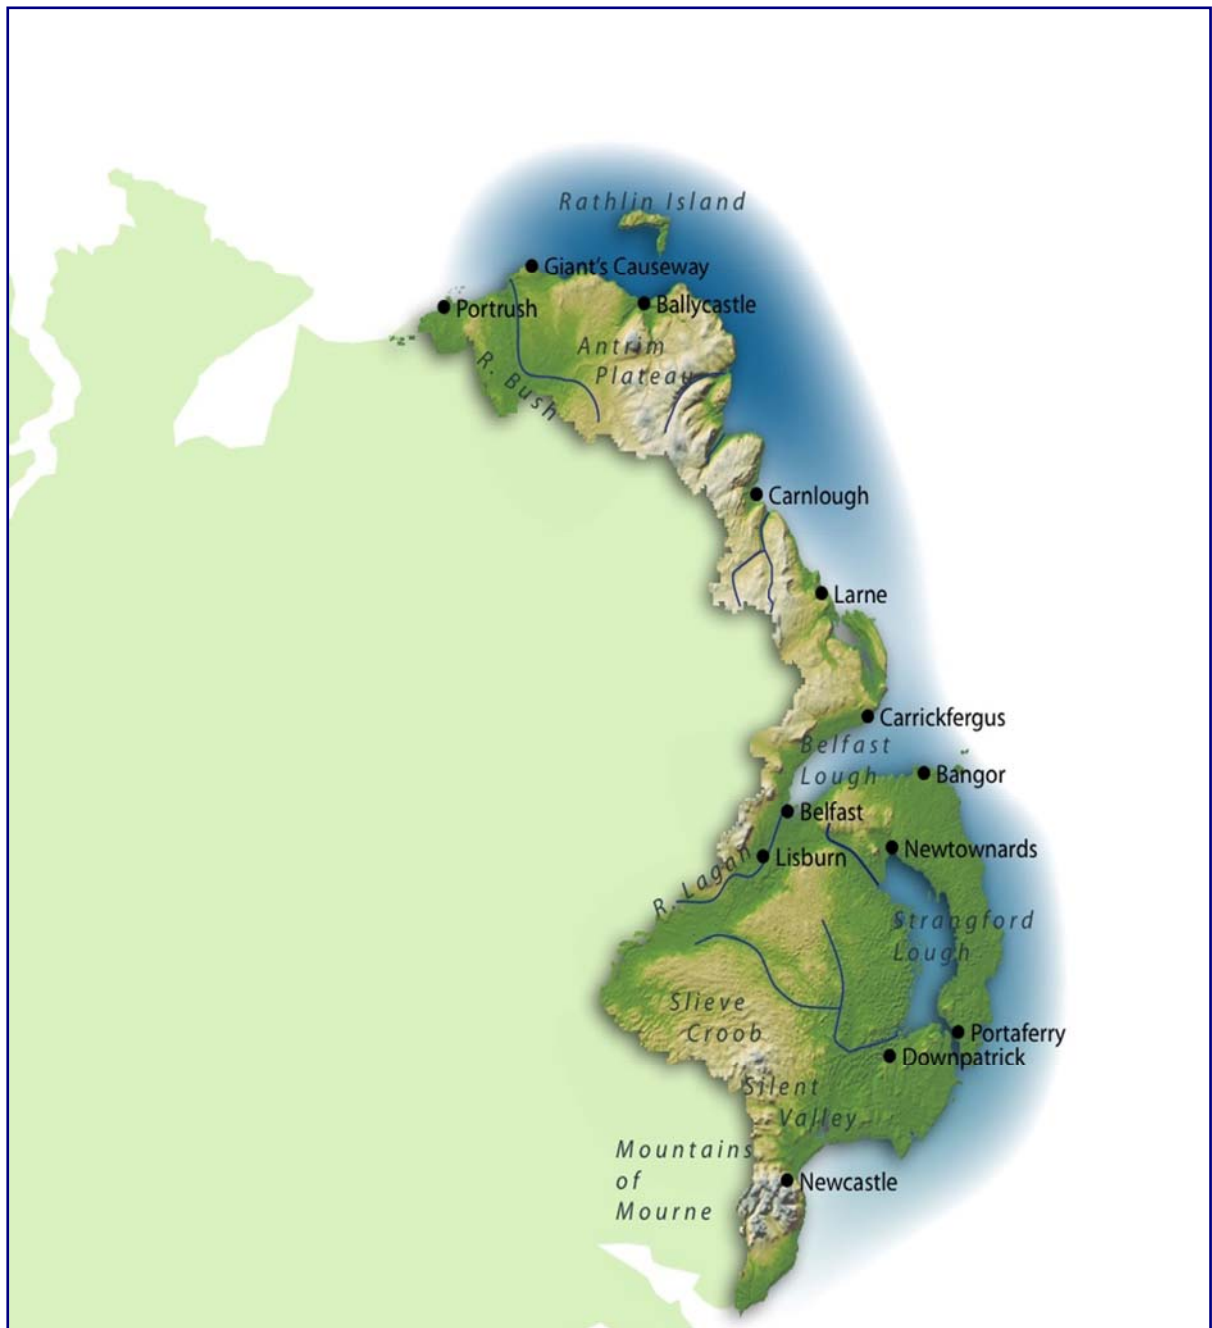 Rathlin Island
Giant's Causeway
Portrush
Ballycastle
Antrim
Plateau
R. Bush
Carnlough
Larne
Carrickfergus
Belfast
Lough
Bangor
Belfast
Newtownards
Lisburn
R. Lagan
Strangford
Lough
Slieve
Croob
Portaferry
Downpatrick
Silent
Valley
Mountains
of
Mourne
Newcastle